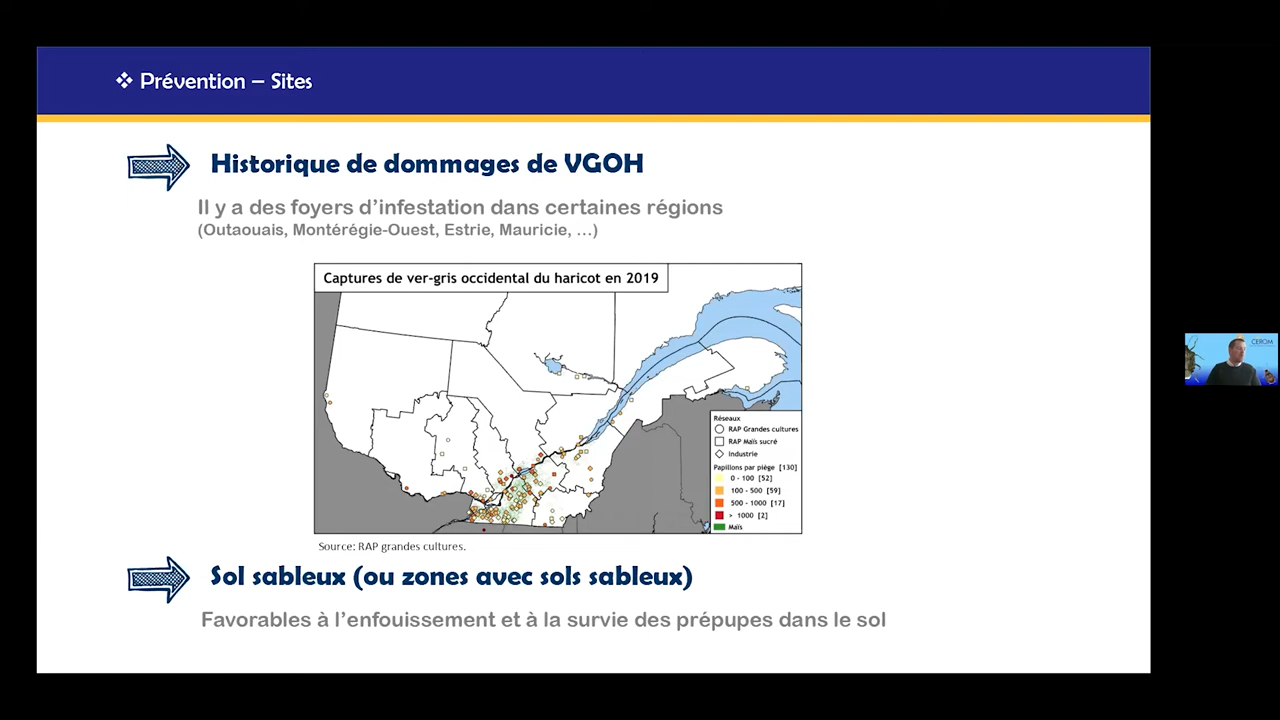 ❖ Prévention – Sites
Historique de dommages de VGOH
Il y a des foyers d'infestation dans certaines régions
(Outaouais, Montérégie-Ouest, Estrie, Mauricie, …)
Captures de ver-gris occidental du haricot en 2019
Réseaux
RAP Grandes cultures
RAP Maïs sucré
Industrie
Papillons par piège [130]
0 - 100 [52]
100 - 500 [59]
500 - 1000 [17]
> 1000 [2]
Maïs
Source: RAP grandes cultures.
Sol sableux (ou zones avec sols sableux)
Favorables à l'enfouissement et à la survie des prépupes dans le sol
CEROM